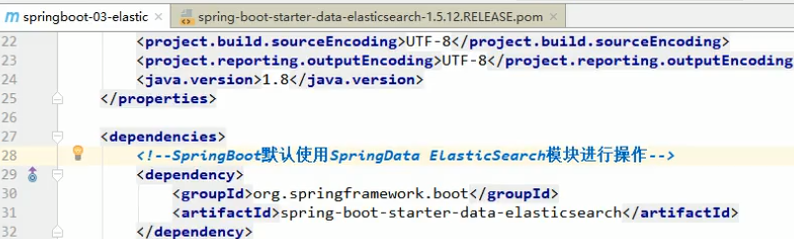 springboot-03-elastic × spring-boot-starter-data-elasticsearch-1.5.12.RELEASE.pom ×
22 <project.build.sourceEncoding>UTF-8</project.build.sourceEncoding>
23 <project.reporting.outputEncoding>UTF-8</project.reporting.outputEncoding
24 <java.version>1.8</java.version>
25 </properties>
26
27 <dependencies>
28 <!--SpringBoot默认使用SpringData ElasticSearch模块进行操作-->
29 <dependency>
30 <groupId>org.springframework.boot</groupId>
31 <artifactId>spring-boot-starter-data-elasticsearch</artifactId>
32 </dependency>